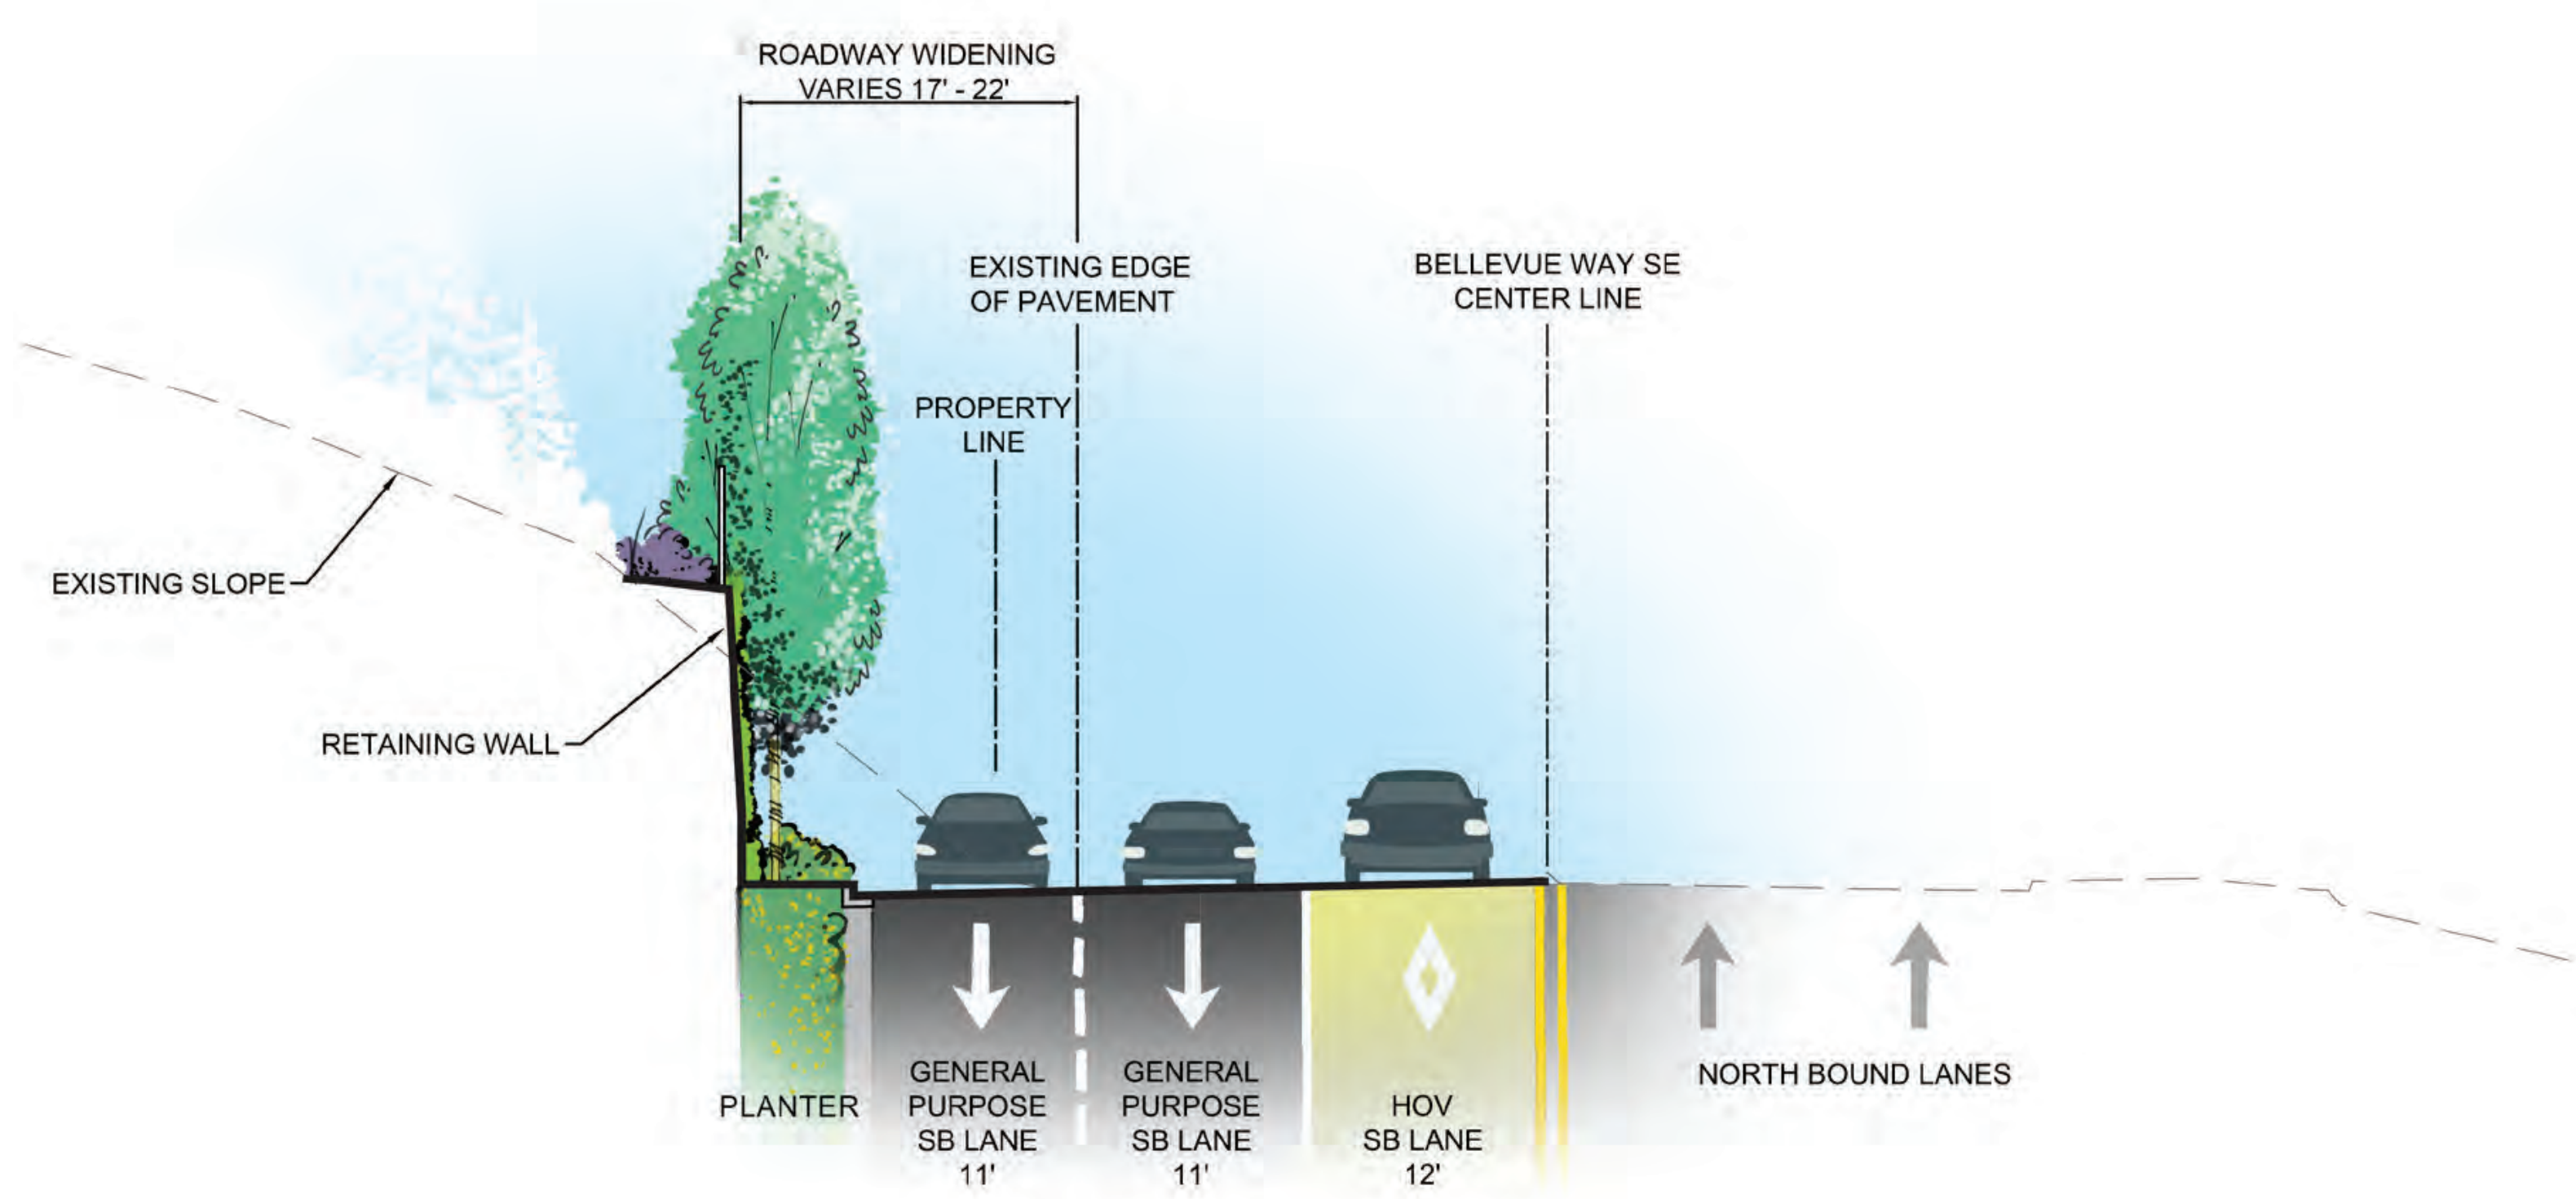 ROADWAY WIDENING
VARIES 17' - 22'
EXISTING EDGE
OF PAVEMENT
BELLEVUE WAY SE
CENTER LINE
PROPERTY
LINE
EXISTING SLOPE
RETAINING WALL
PLANTER
GENERAL
PURPOSE
SB LANE
11'
GENERAL
PURPOSE
SB LANE
11'
HOV
SB LANE
12'
NORTH BOUND LANES